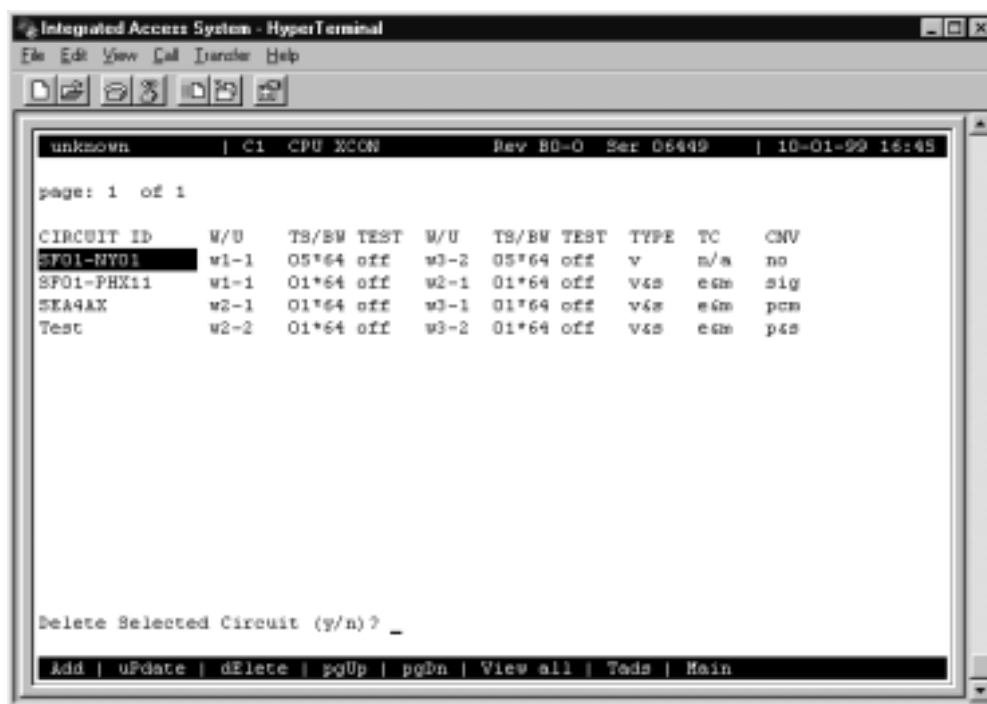 Integrated Access System - HyperTerminal
File Edit View Call Transfer Help
unknown | C1 CPU XCON Rev B0-0 Ser 06449 | 10-01-99 16:45
page: 1 of 1
CIRCUIT ID W/U TS/BW TEST W/U TS/BW TEST TYPE TC CNV
SF01-NY01 w1-1 05*64 off w3-2 05*64 off v n/a no
SF01-PHX11 w1-1 01*64 off w2-1 01*64 off v&s e&m sig
SEA4AX w2-1 01*64 off w3-1 01*64 off v&s e&m pcm
Test w2-2 01*64 off w3-2 01*64 off v&s e&m p&s
Delete Selected Circuit (y/n)? _
Add | uPdate | dElete | pgUp | pgDn | View all | Tads | Main